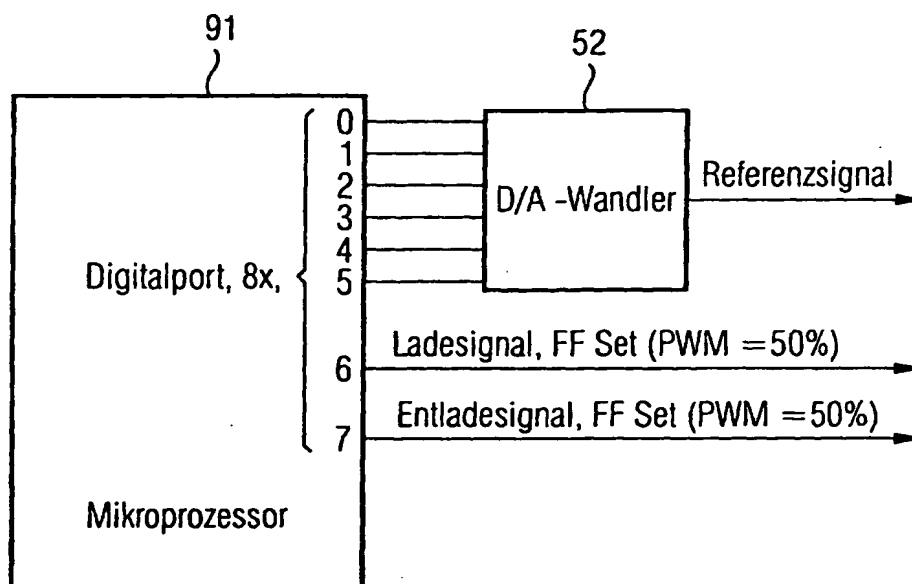 91
52
0
1
2
3
4
5
6
7
D/A -Wandler
Referenzsignal
Digitalport, 8x,
Ladesignal, FF Set (PWM =50%)
Entladesignal, FF Set (PWM =50%)
Mikroprozessor